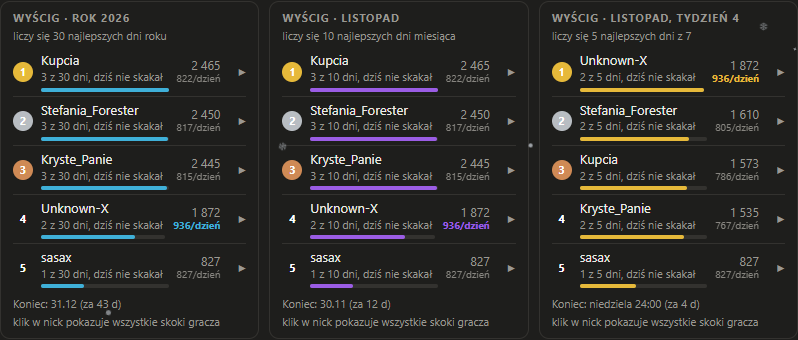 WYŚCIG · ROK 2026
liczy się 30 najlepszych dni roku
1 Kupcia 2 465
3 z 30 dni, dziś nie skakał 822/dzień ►
2 Stefania_Forester 2 450
3 z 30 dni, dziś nie skakał 817/dzień ►
3 Kryste_Panie 2 445
3 z 30 dni, dziś nie skakał 815/dzień ►
4 Unknown-X 1 872
2 z 30 dni, dziś nie skakał 936/dzień ►
5 sasax 827
1 z 30 dni, dziś nie skakał 827/dzień ►
Koniec: 31.12 (za 43 d)
klik w nick pokazuje wszystkie skoki gracza
WYŚCIG · LISTOPAD
liczy się 10 najlepszych dni miesiąca
1 Kupcia 2 465
3 z 10 dni, dziś nie skakał 822/dzień ►
2 Stefania_Forester 2 450
3 z 10 dni, dziś nie skakał 817/dzień ►
3 Kryste_Panie 2 445
3 z 10 dni, dziś nie skakał 815/dzień ►
4 Unknown-X 1 872
2 z 10 dni, dziś nie skakał 936/dzień ►
5 sasax 827
1 z 10 dni, dziś nie skakał 827/dzień ►
Koniec: 30.11 (za 12 d)
klik w nick pokazuje wszystkie skoki gracza
WYŚCIG · LISTOPAD, TYDZIEŃ 4
liczy się 5 najlepszych dni z 7
1 Unknown-X 1 872
2 z 5 dni, dziś nie skakał 936/dzień ►
2 Stefania_Forester 1 610
2 z 5 dni, dziś nie skakał 805/dzień ►
3 Kupcia 1 573
2 z 5 dni, dziś nie skakał 786/dzień ►
4 Kryste_Panie 1 535
2 z 5 dni, dziś nie skakał 767/dzień ►
5 sasax 827
1 z 5 dni, dziś nie skakał 827/dzień ►
Koniec: niedziela 24:00 (za 4 d)
klik w nick pokazuje wszystkie skoki gracza